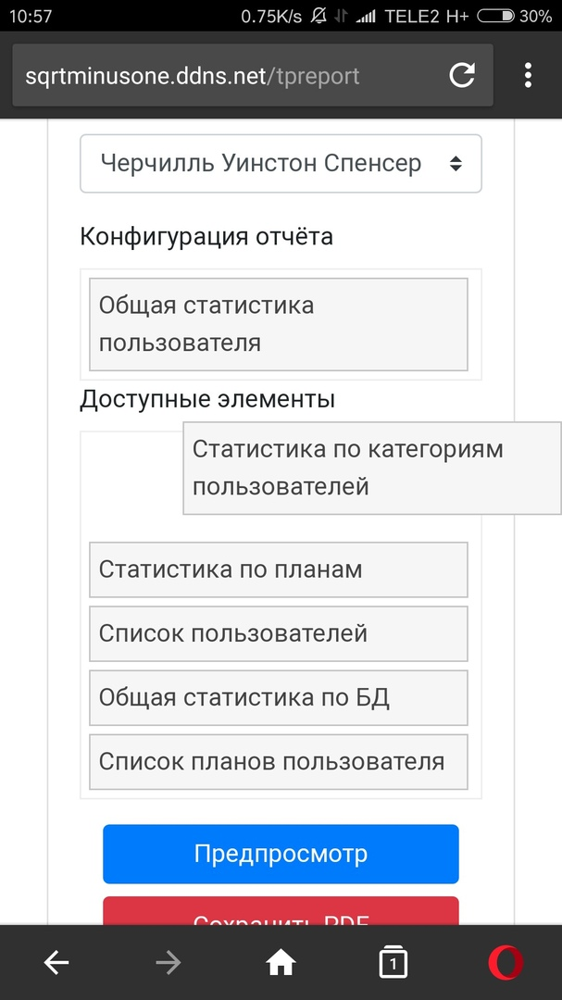 10:57 0.75K/s TELE2 H+ 30%
sqrtminusone.ddns.net/tpreport
Черчилль Уинстон Спенсер
Конфигурация отчёта
Общая статистика
пользователя
Доступные элементы
Статистика по категориям
пользователей
Статистика по планам
Список пользователей
Общая статистика по БД
Список планов пользователя
Предпросмотр
Сохранить PDF
1